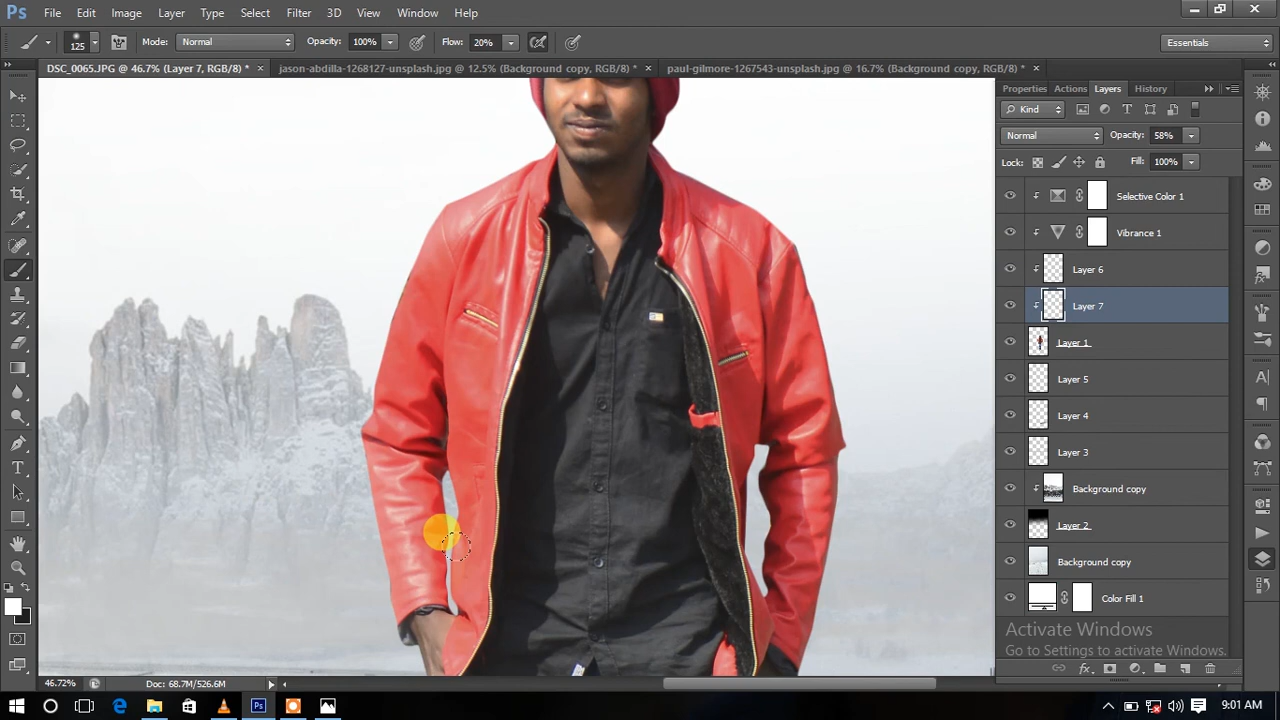 Ps File Edit Image Layer Type Select Filter 3D View Window Help
125 Mode: Normal Opacity: 100% Flow: 20% Essentials
DSC_0065.JPG @ 46.7% (Layer 7, RGB/8) * × jason-abdilla-1268127-unsplash.jpg @ 12.5% (Background copy, RGB/8) * × paul-gilmore-1267543-unsplash.jpg @ 16.7% (Background copy, RGB/8) * ×
Properties Actions Layers History
Kind
Normal Opacity: 58%
Lock: Fill: 100%
Selective Color 1
Vibrance 1
Layer 6
Layer 7
Layer 1
Layer 5
Layer 4
Layer 3
Background copy
Layer 2
Background copy
Color Fill 1
Activate Windows
Go to Settings to activate Windows.
46.72% Doc: 68.7M/526.6M
9:01 AM